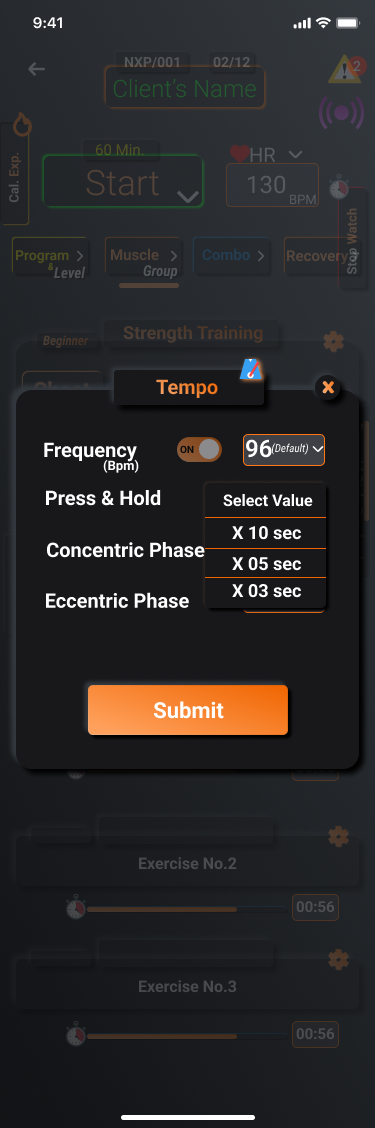 9:41
NXP/001
02/12
2
Client's Name
60 Min.
Start
Cal. Exp.
HR
130
BPM
Stop Watch
Program
&
Level
Muscle
Group
Combo
Recovery
Beginner
Strength Training
Tempo
x
Frequency
(Bpm)
ON
96 (Default)
Press & Hold
Select Value
X 10 sec
Concentric Phase
X 05 sec
X 03 sec
Eccentric Phase
Submit
Exercise No.2
00:56
Exercise No.3
00:56